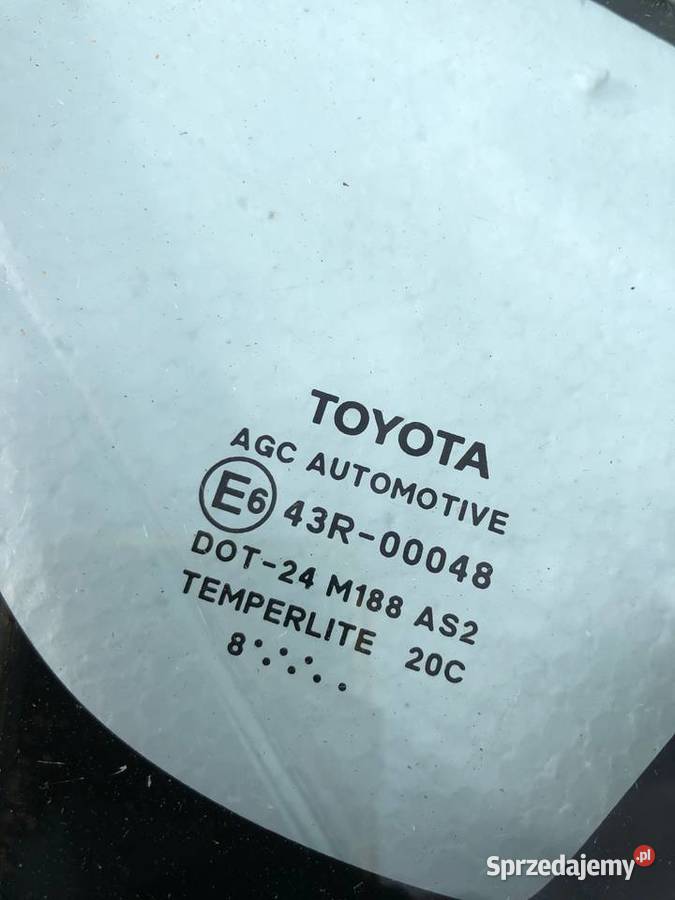 TOYOTA
AGC AUTOMOTIVE
E6 43R-00048
DOT-24 M188 AS2
TEMPERLITE 20C
8
Sprzedajemy.pl